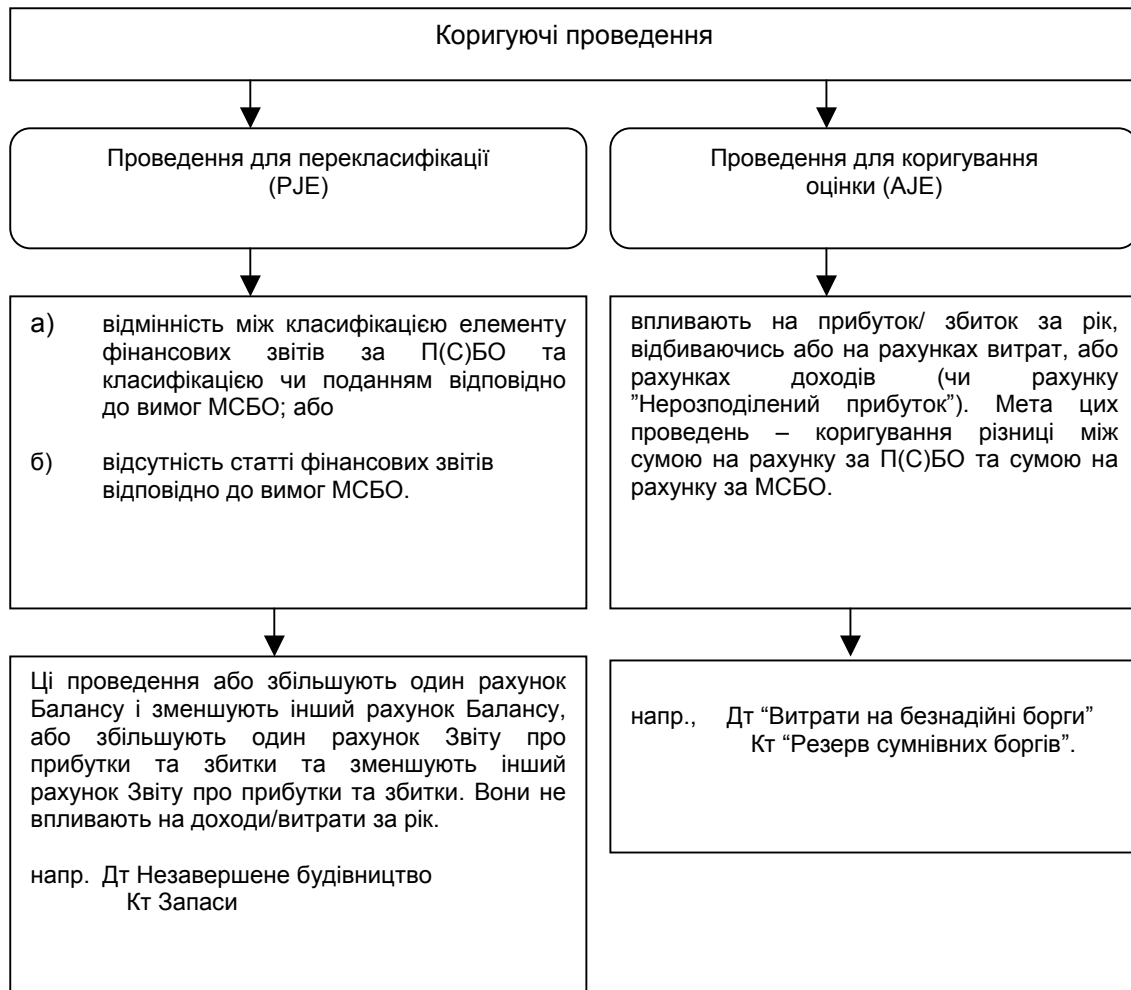 Коригуючі проведення
Проведення для перекласифікації
(PJE)
Проведення для коригування
оцінки (AJE)
а) відмінність між класифікацією елементу
фінансових звітів за П(С)БО та
класифікацією чи поданням відповідно
до вимог МСБО; або
б) відсутність статті фінансових звітів
відповідно до вимог МСБО.
впливають на прибуток/ збиток за рік,
відбиваючись або на рахунках витрат, або
рахунках доходів (чи рахунку
”Нерозподілений прибуток”). Мета цих
проведень – коригування різниці між
сумою на рахунку за П(С)БО та сумою на
рахунку за МСБО.
Ці проведення або збільшують один рахунок
Балансу і зменшують інший рахунок Балансу,
або збільшують один рахунок Звіту про
прибутки та збитки та зменшують інший
рахунок Звіту про прибутки та збитки. Вони не
впливають на доходи/витрати за рік.
напр. Дт Незавершене будівництво
Кт Запаси
напр., Дт “Витрати на безнадійні борги”
Кт “Резерв сумнівних боргів”.